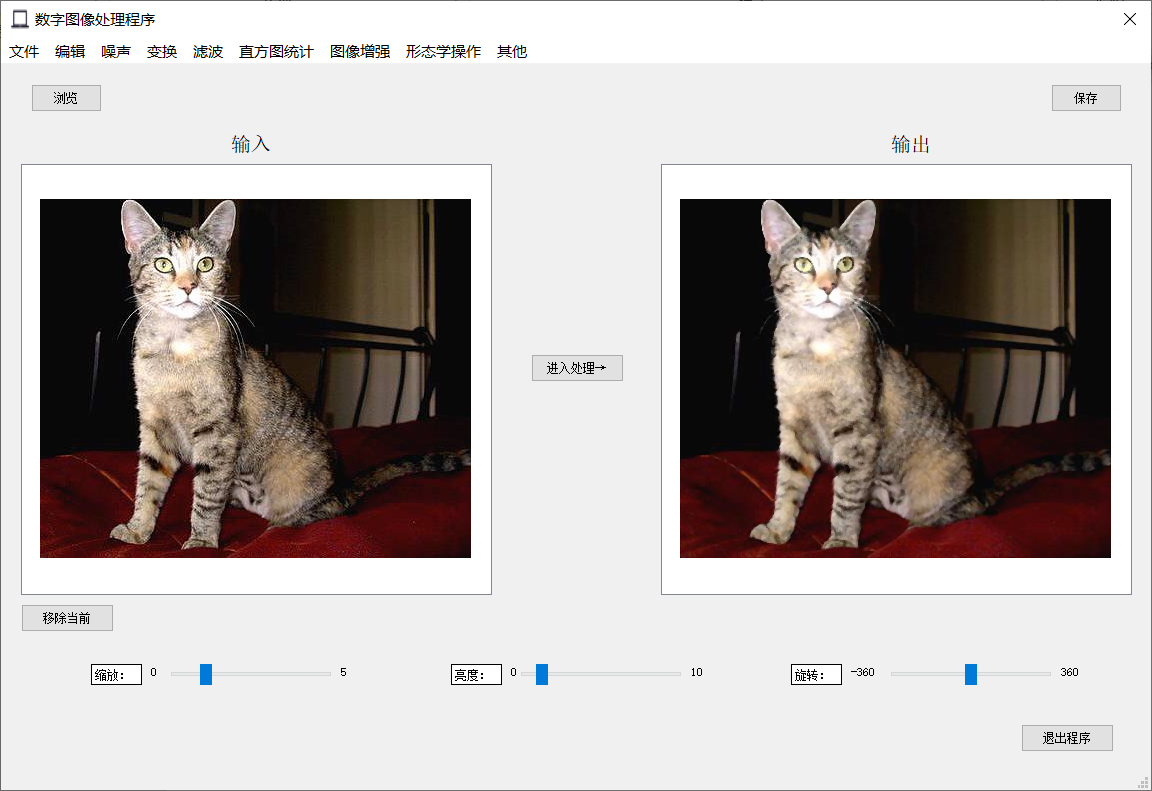 数字图像处理程序
文件 编辑 噪声 变换 滤波 直方图统计 图像增强 形态学操作 其他
浏览 保存
输入 输出
进入处理→
移除当前
缩放： 0 5 亮度： 0 10 旋转： -360 360
退出程序